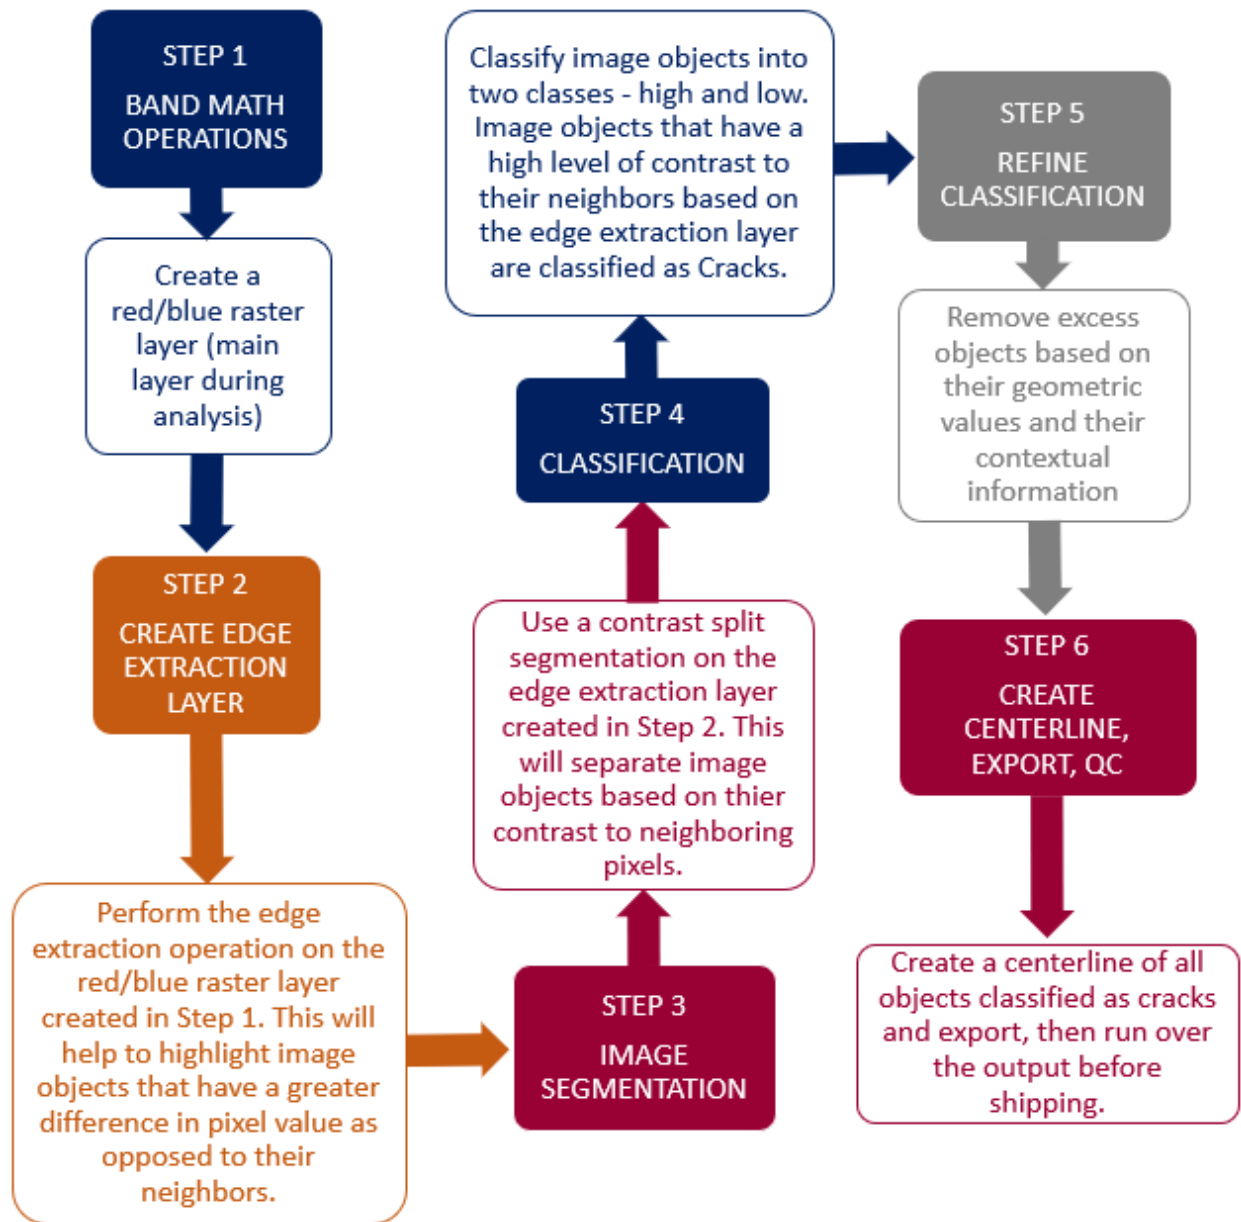 STEP 1
BAND MATH
OPERATIONS
Create a
red/blue raster
layer (main
layer during
analysis)
STEP 2
CREATE EDGE
EXTRACTION
LAYER
Perform the edge
extraction operation on the
red/blue raster layer
created in Step 1. This will
help to highlight image
objects that have a greater
difference in pixel value as
opposed to their
neighbors.
STEP 3
IMAGE
SEGMENTATION
Use a contrast split
segmentation on the
edge extraction layer
created in Step 2. This
will separate image
objects based on thier
contrast to neighboring
pixels.
STEP 4
CLASSIFICATION
Classify image objects into
two classes - high and low.
Image objects that have a
high level of contrast to
their neighbors based on
the edge extraction layer
are classified as Cracks.
STEP 5
REFINE
CLASSIFICATION
Remove excess
objects based on
their geometric
values and their
contextual
information
STEP 6
CREATE
CENTERLINE,
EXPORT, QC
Create a centerline of all
objects classified as cracks
and export, then run over
the output before
shipping.